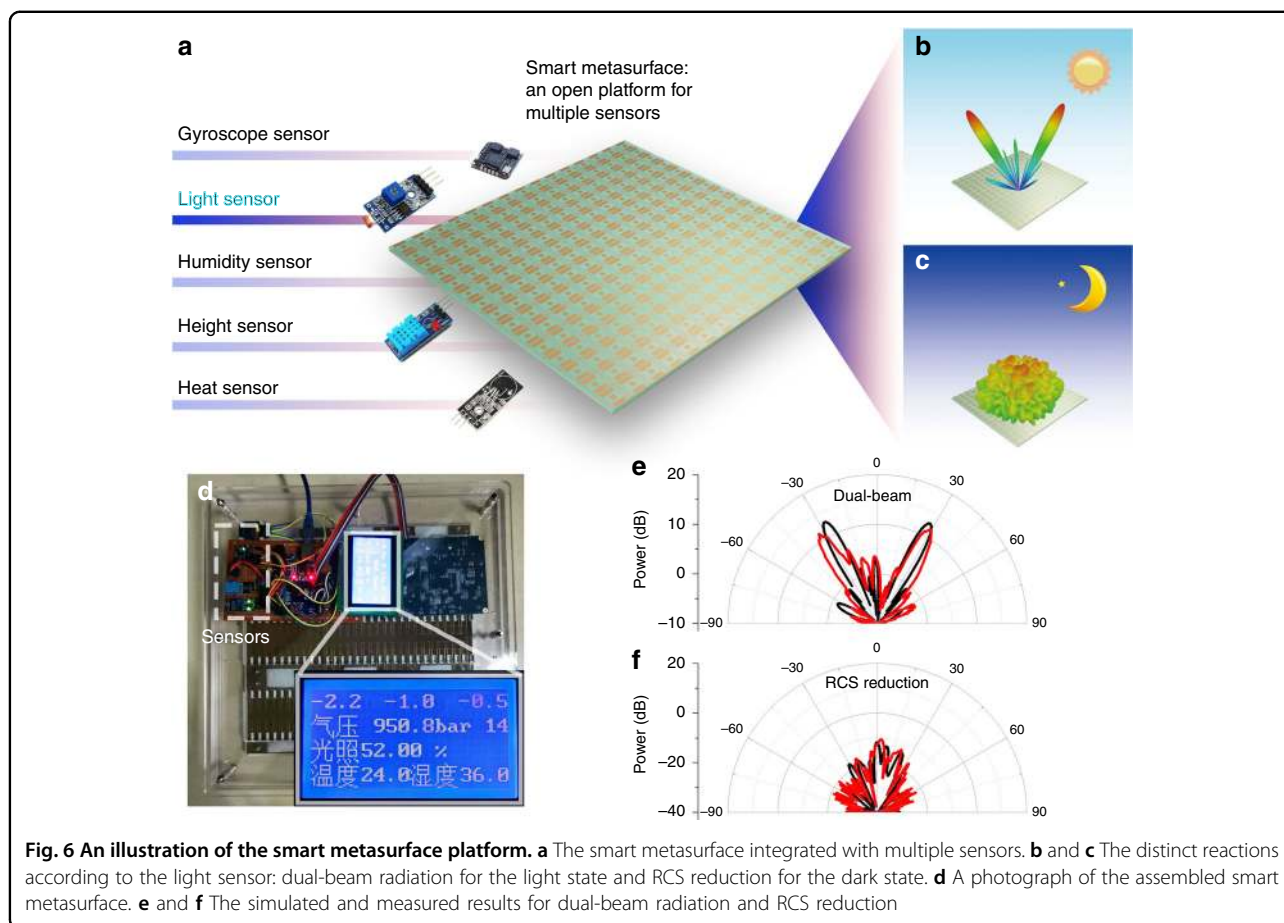 a
Smart metasurface:
an open platform for
multiple sensors
Gyroscope sensor
Light sensor
Humidity sensor
Height sensor
Heat sensor
b
c
d
Sensors
-2.2 -1.0 -0.5
气压 950.8bar 14
光照52.00 %
温度24.0湿度36.0
e
20
10
0
–10
Power (dB)
Dual-beam
–90
–60
–30
0
30
60
90
f
20
0
–20
–40
Power (dB)
RCS reduction
–90
–60
–30
0
30
60
90
Fig. 6 An illustration of the smart metasurface platform. a The smart metasurface integrated with multiple sensors. b and c The distinct reactions
according to the light sensor: dual-beam radiation for the light state and RCS reduction for the dark state. d A photograph of the assembled smart
metasurface. e and f The simulated and measured results for dual-beam radiation and RCS reduction